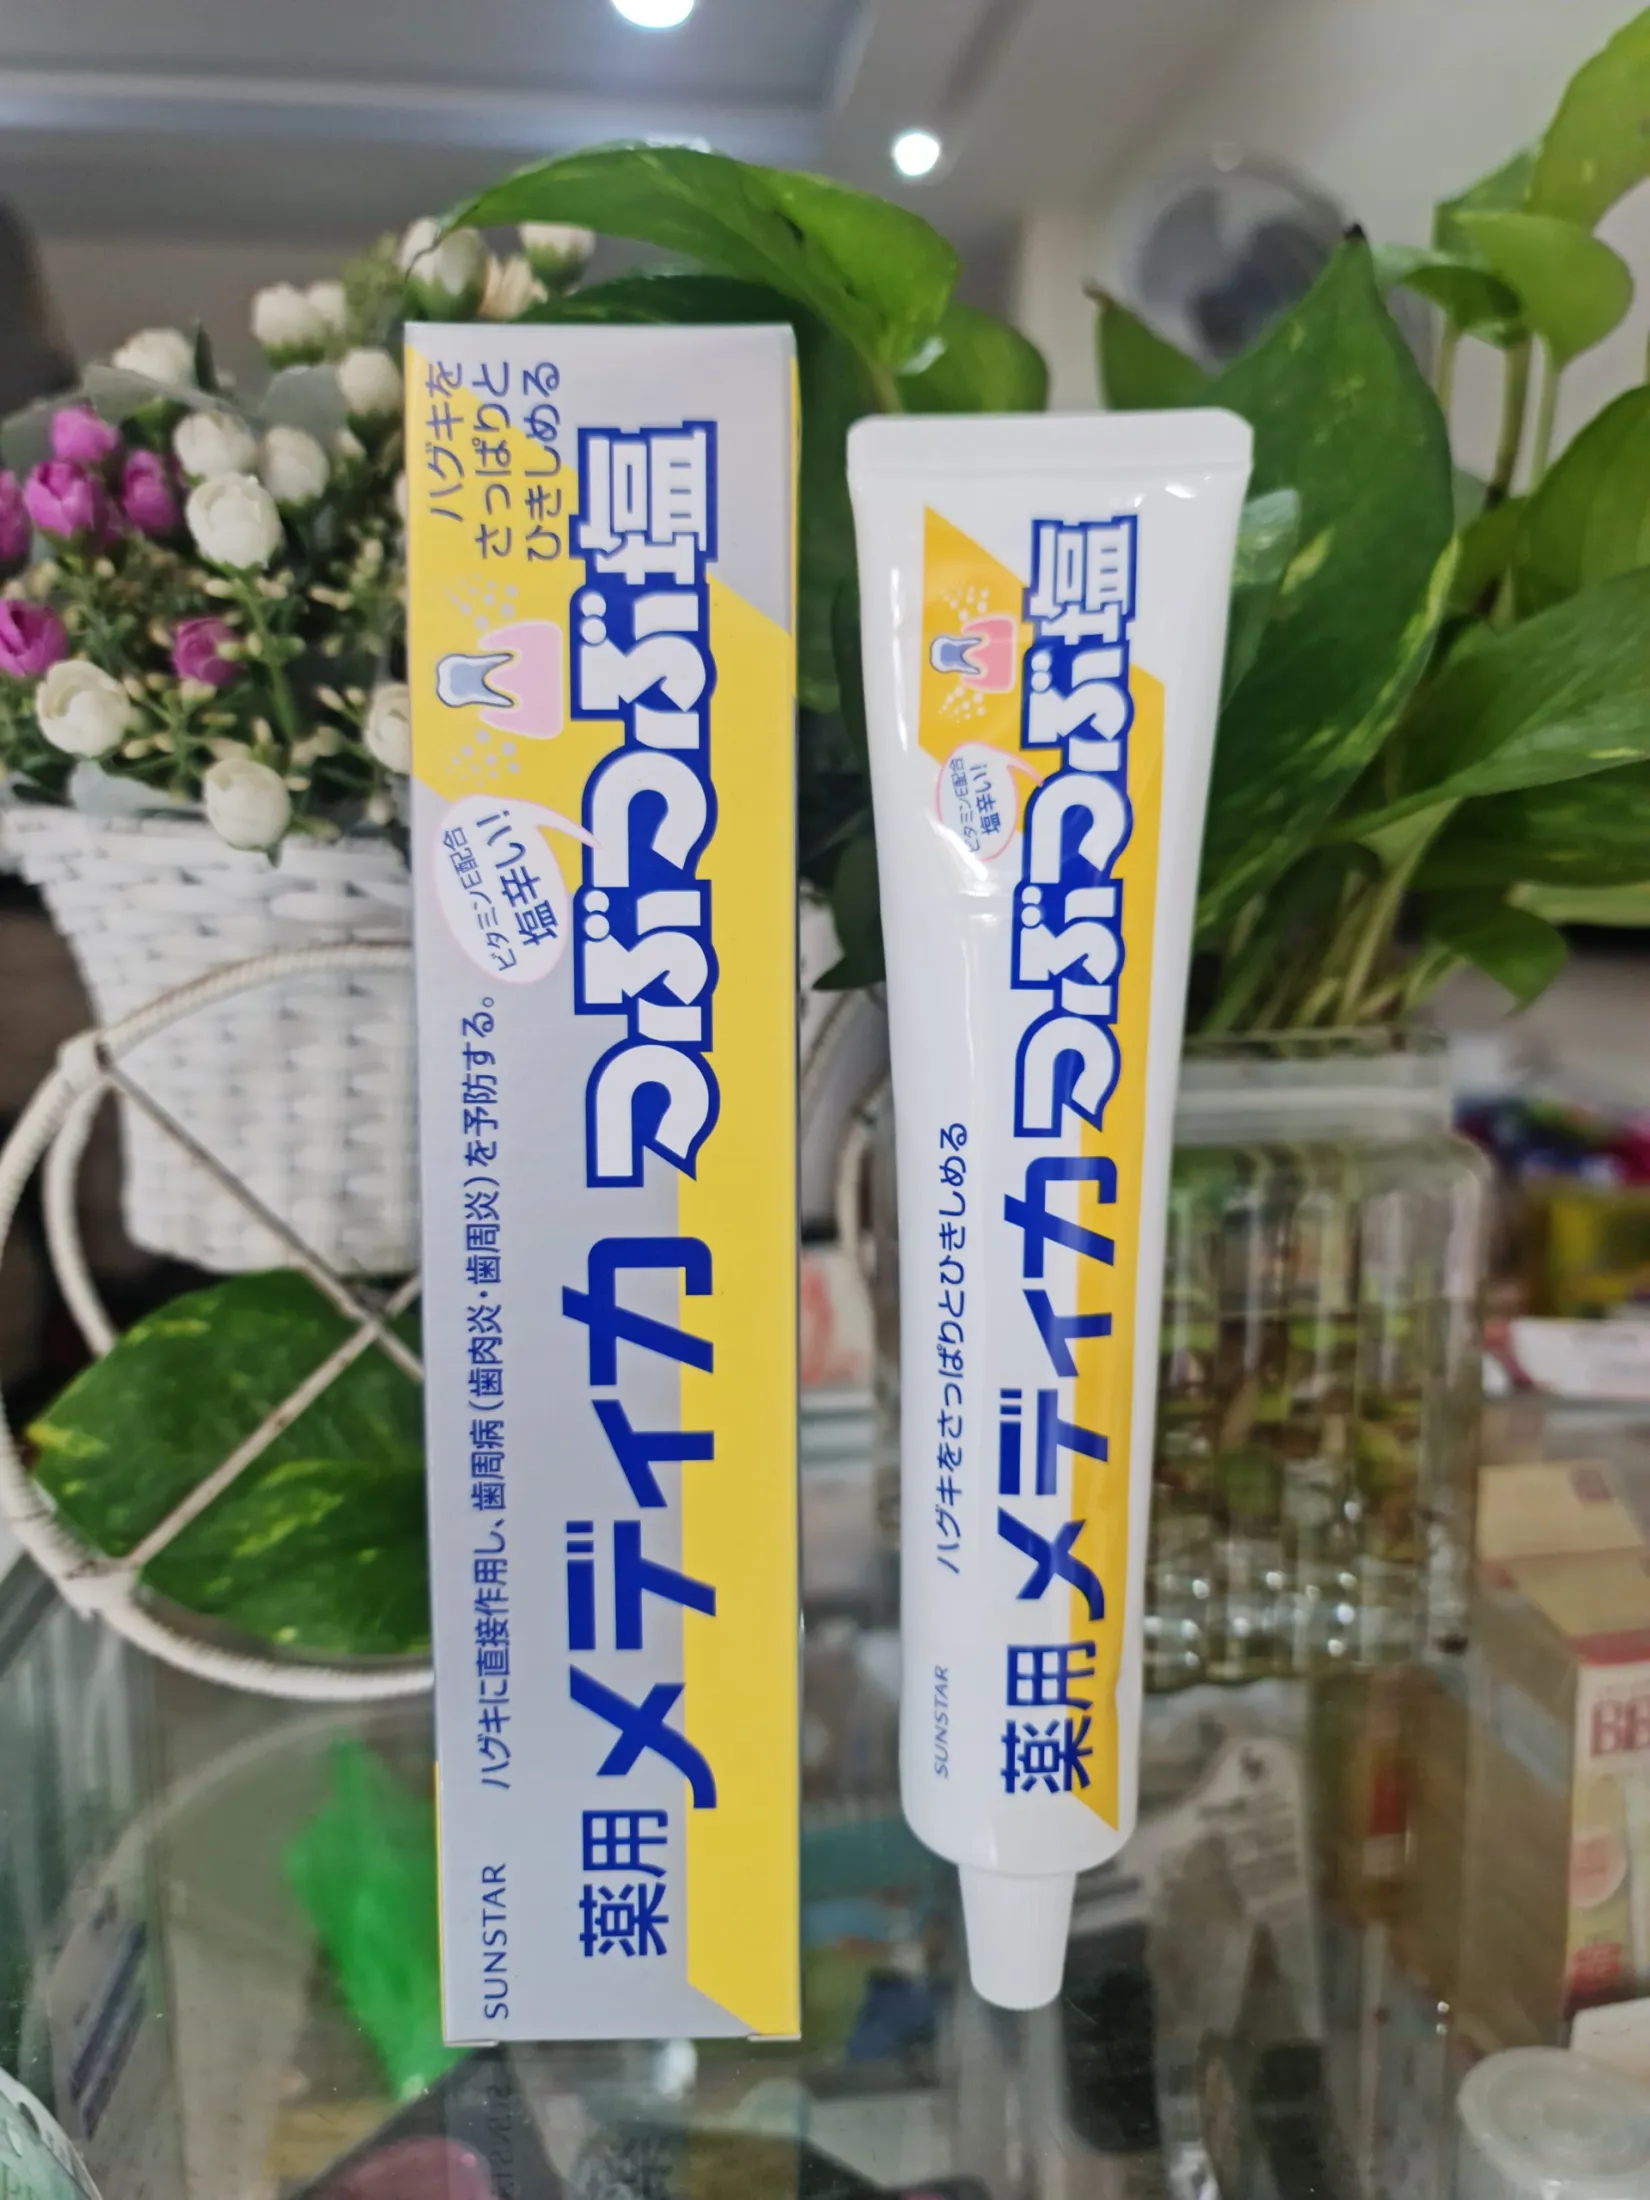 ハグキを
さっぱりと
ひきしめる
ビタミンE配合
塩辛い!
ハグキに直接作用し、歯周病(歯肉炎・歯周炎)を予防する。
SUNSTAR
薬用メディカつぶつぶ塩
ビタミンE配合
塩辛い!
ハグキをさっぱりとひきしめる
SUNSTAR
薬用メディカつぶつぶ塩